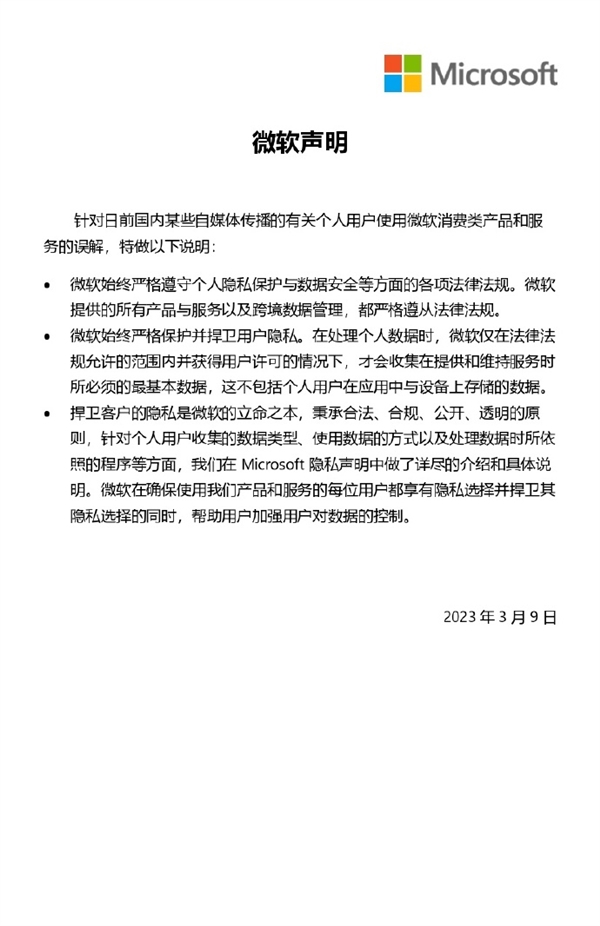 Microsoft
微软声明
针对日前国内某些自媒体传播的有关个人用户使用微软消费类产品和服
务的误解，特做以下说明：
• 微软始终严格遵守个人隐私保护与数据安全等方面的各项法律法规。微软
提供的所有产品与服务以及跨境数据管理，都严格遵从法律法规。
• 微软始终严格保护并捍卫用户隐私。在处理个人数据时，微软仅在法律法
规允许的范围内并获得用户许可的情况下，才会收集在提供和维持服务时
所必须的最基本数据，这不包括个人用户在应用中与设备上存储的数据。
• 捍卫客户的隐私是微软的立命之本，秉承合法、合规、公开、透明的原
则，针对个人用户收集的数据类型、使用数据的方式以及处理数据时所依
照的程序等方面，我们在 Microsoft 隐私声明中做了详尽的介绍和具体说
明。微软在确保使用我们产品和服务的每位用户都享有隐私选择并捍卫其
隐私选择的同时，帮助用户加强用户对数据的控制。
2023 年 3 月 9 日